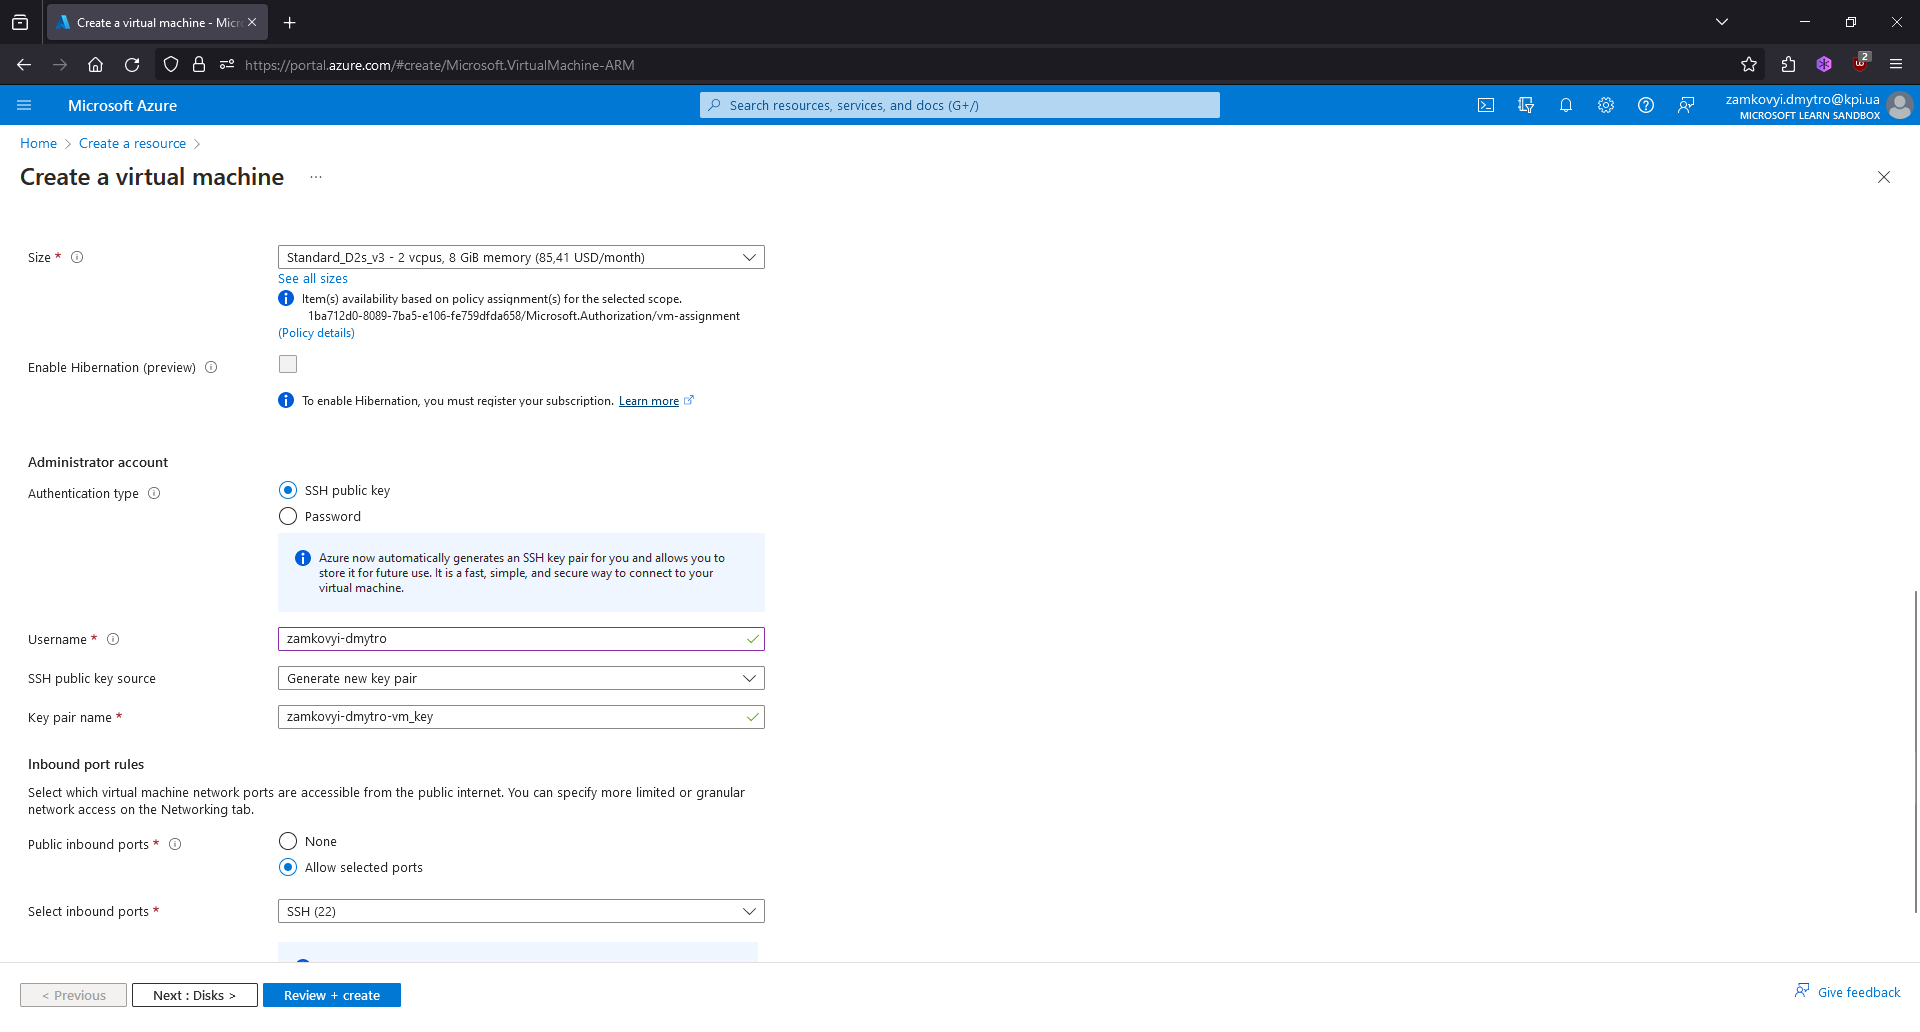 Create a virtual machine - Micr
https://portal.azure.com/#create/Microsoft.VirtualMachine-ARM
2
Microsoft Azure
Search resources, services, and docs (G+/)
zamkovyi.dmytro@kpi.ua
MICROSOFT LEARN SANDBOX
Home > Create a resource >
Create a virtual machine ...
Size *
Standard_D2s_v3 - 2 vcpus, 8 GiB memory (85,41 USD/month)
See all sizes
Item(s) availability based on policy assignment(s) for the selected scope.
1ba712d0-8089-7ba5-e106-fe759dfda658/Microsoft.Authorization/vm-assignment
(Policy details)
Enable Hibernation (preview)
To enable Hibernation, you must register your subscription. Learn more
Administrator account
Authentication type
SSH public key
Password
Azure now automatically generates an SSH key pair for you and allows you to
store it for future use. It is a fast, simple, and secure way to connect to your
virtual machine.
Username *
zamkovyi-dmytro
SSH public key source
Generate new key pair
Key pair name *
zamkovyi-dmytro-vm_key
Inbound port rules
Select which virtual machine network ports are accessible from the public internet. You can specify more limited or granular
network access on the Networking tab.
Public inbound ports *
None
Allow selected ports
Select inbound ports *
SSH (22)
< Previous
Next : Disks >
Review + create
Give feedback